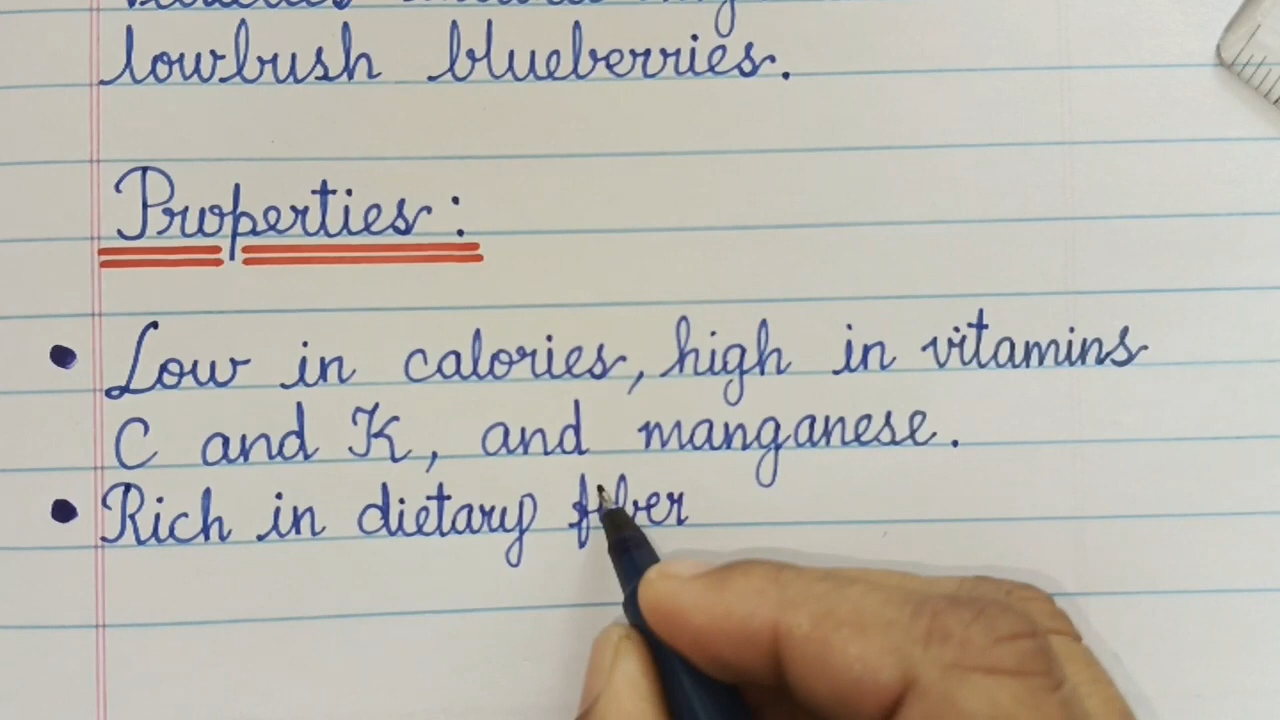 lowbush blueberries.
Properties:
• Low in calories, high in vitamins
C and K, and manganese.
• Rich in dietary fiber